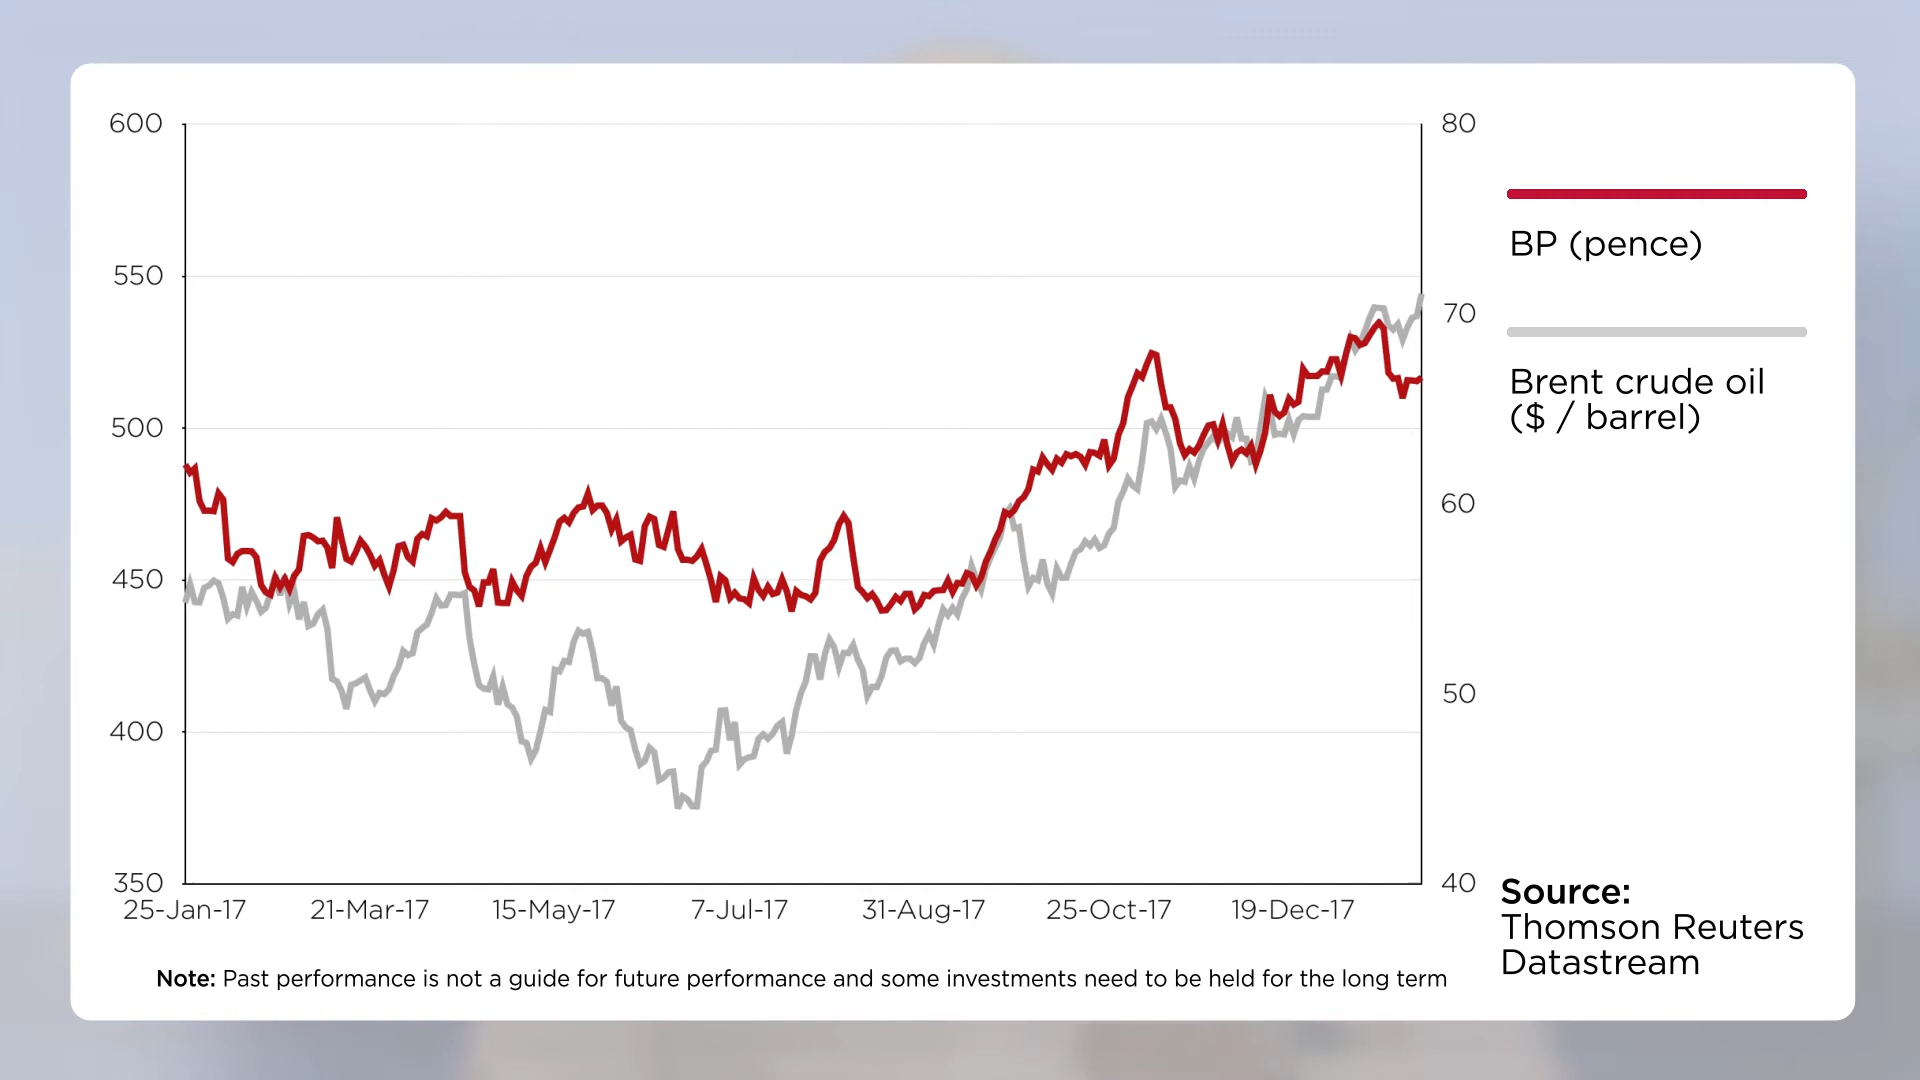 600
550
500
450
400
350
80
70
60
50
40
25-Jan-17
21-Mar-17
15-May-17
7-Jul-17
31-Aug-17
25-Oct-17
19-Dec-17
BP (pence)
Brent crude oil
($ / barrel)
Source:
Thomson Reuters
Datastream
Note: Past performance is not a guide for future performance and some investments need to be held for the long term